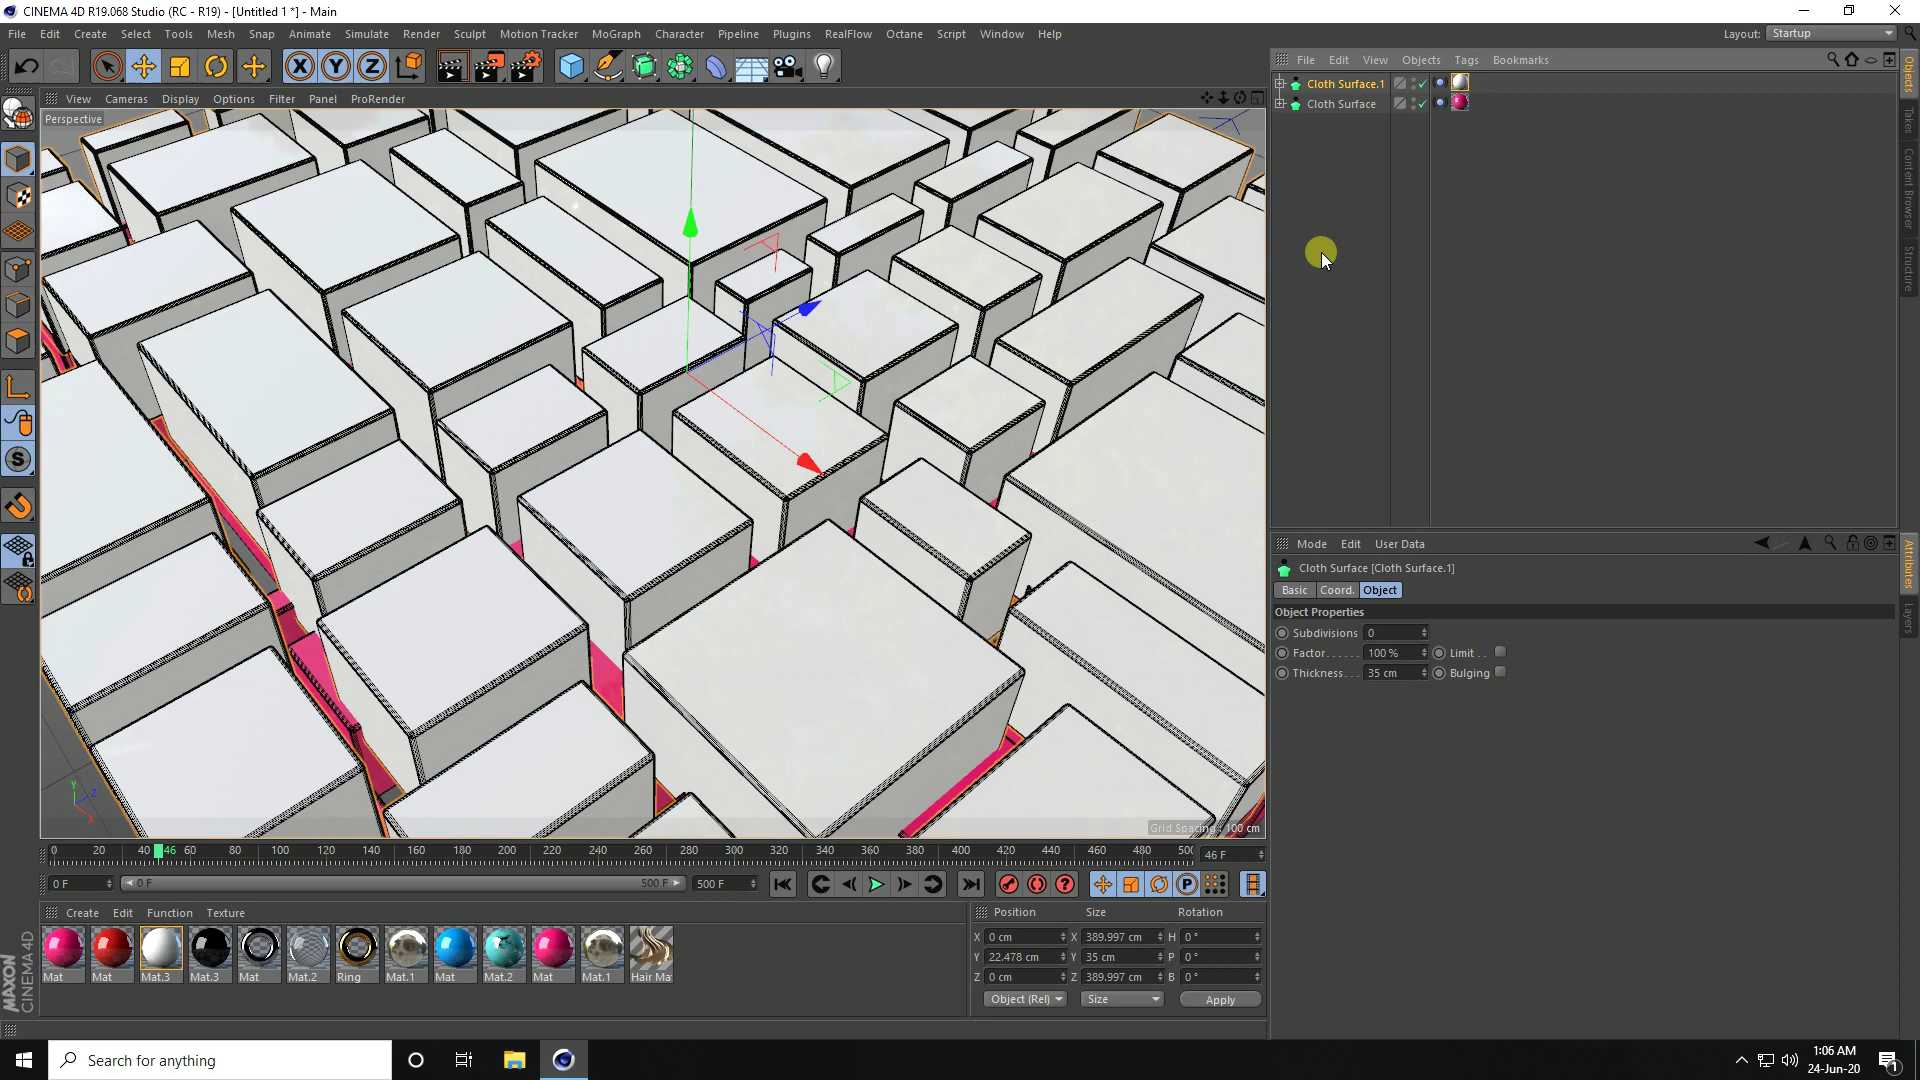 CINEMA 4D R19.068 Studio (RC - R19) - [Untitled 1 *] - Main
File Edit Create Select Tools Mesh Snap Animate Simulate Render Sculpt Motion Tracker MoGraph Character Pipeline Plugins RealFlow Octane Script Window Help
Layout: Startup
File Edit View Objects Tags Bookmarks
Cloth Surface.1
Cloth Surface
Objects
Takes
Content Browser
Structure
View Cameras Display Options Filter Panel ProRender
Perspective
Y
Z
X
Grid Spacing : 100 cm
Mode Edit User Data
Cloth Surface [Cloth Surface.1]
Basic Coord. Object
Object Properties
Subdivisions 0
Factor...... 100 % Limit . .
Thickness... 35 cm Bulging
Attributes
Layers
0 20 40 46 60 80 100 120 140 160 180 200 220 240 260 280 300 320 340 360 380 400 420 440 460 480 500
46 F
0 F 0 F 500 F 500 F
Create Edit Function Texture
Mat Mat Mat.3 Mat.3 Mat Mat.2 Ring Mat.1 Mat Mat.2 Mat Mat.1 Hair Ma
MAXON
CINEMA 4D
Position Size Rotation
X 0 cm X 389.997 cm H 0 °
Y 22.478 cm Y 35 cm P 0 °
Z 0 cm Z 389.997 cm B 0 °
Object (Rel) Size Apply
Search for anything
1:06 AM
24-Jun-20
1